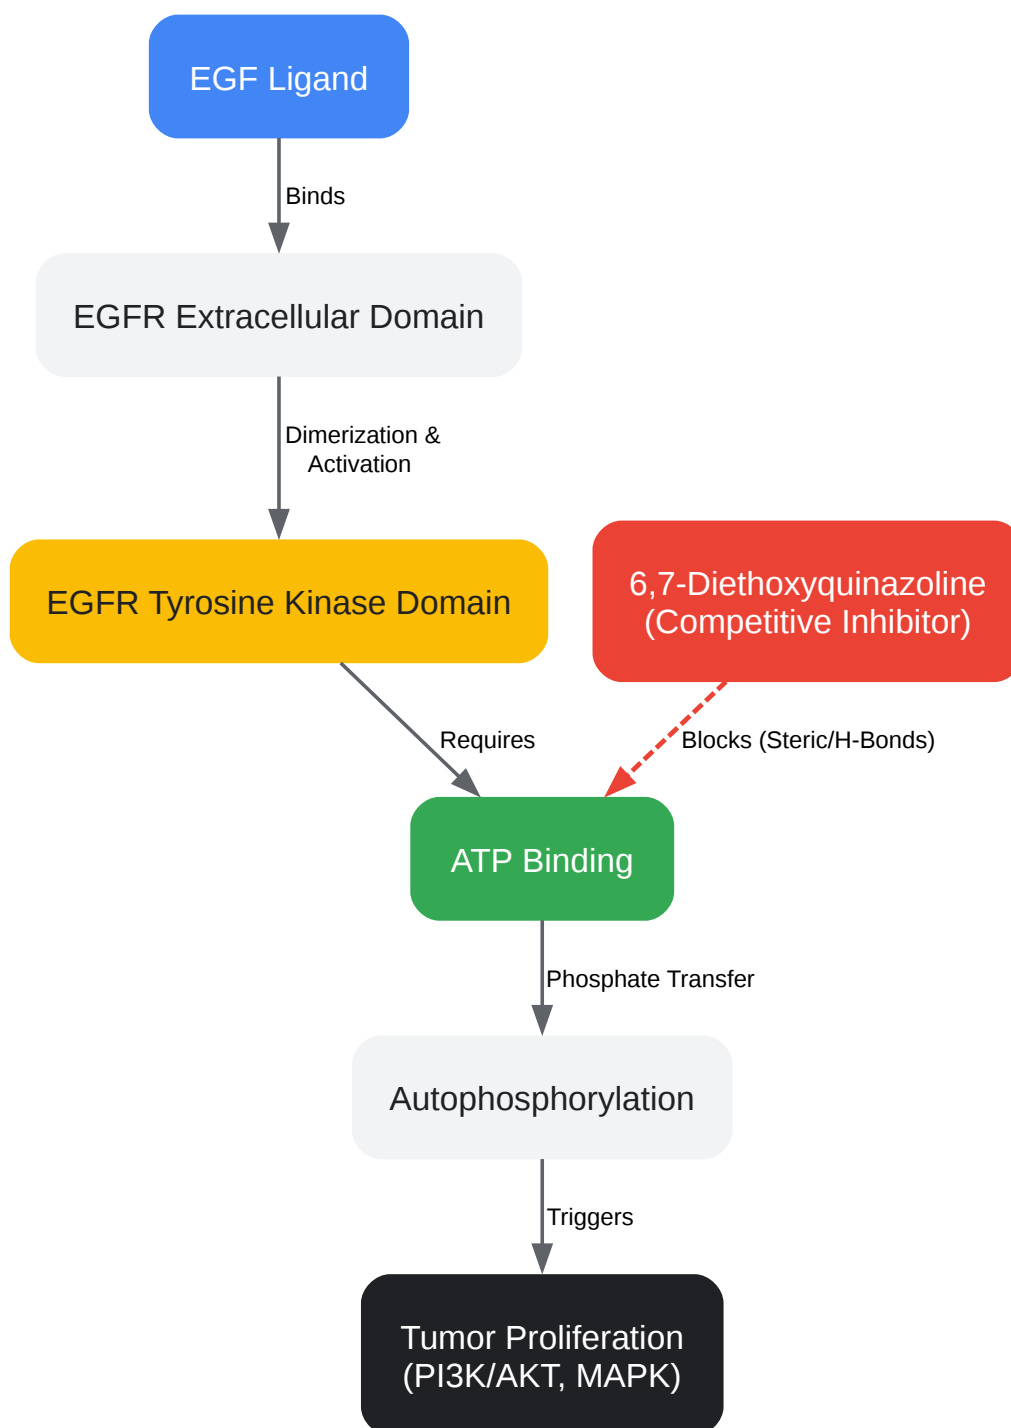 EGF Ligand
Binds
EGFR Extracellular Domain
Dimerization &
Activation
EGFR Tyrosine Kinase Domain
6,7-Diethoxyquinazoline
(Competitive Inhibitor)
Requires
Blocks (Steric/H-Bonds)
ATP Binding
Phosphate Transfer
Autophosphorylation
Triggers
Tumor Proliferation
(PI3K/AKT, MAPK)